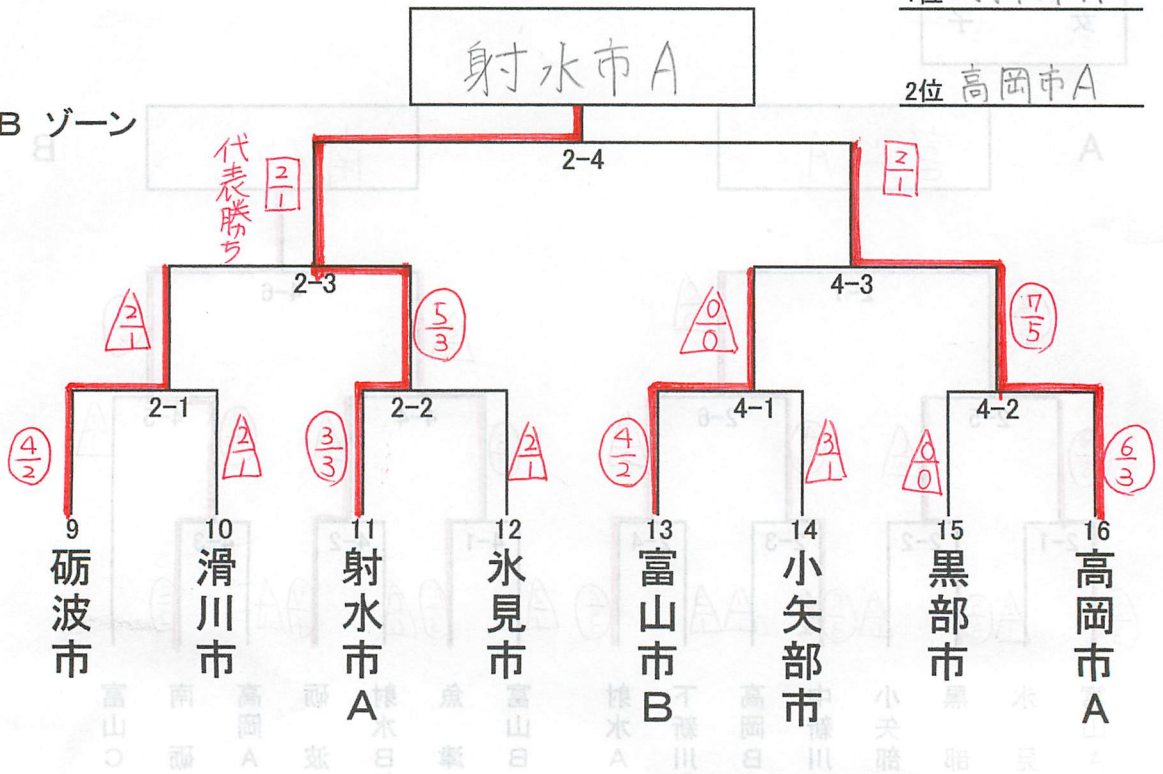 射水市A
2位 高岡市A
B ゾーン
代表勝ち
2/1
2-4
2/1
2-3
4-3
2/1
5/3
0/0
7/5
2-1
2-2
4-1
4-2
4/2
2/1
3/3
2/1
4/2
3/1
0/0
6/3
9
10
11
12
13
14
15
16
砺波市
滑川市
射水市A
氷見市
富山市B
小矢部市
黒部市
高岡市A